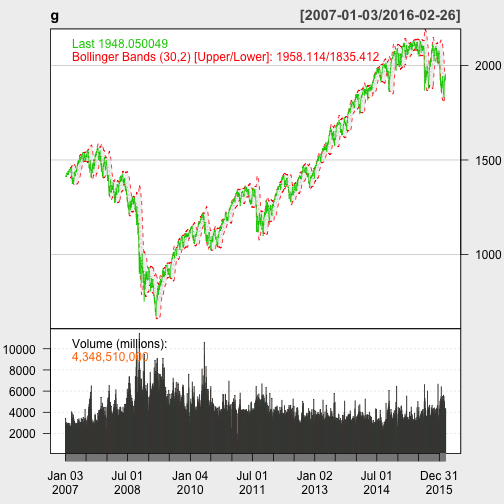 g [2007-01-03/2016-02-26]
Last 1948.050049
Bollinger Bands (30,2) [Upper/Lower]: 1958.114/1835.412
2000
1500
1000
Volume (millions):
4,348,510,000
10000
8000
6000
4000
2000
Jan 03 Jul 01 Jan 04 Jul 01 Jan 02 Jul 01 Dec 31
2007 2008 2010 2011 2013 2014 2015